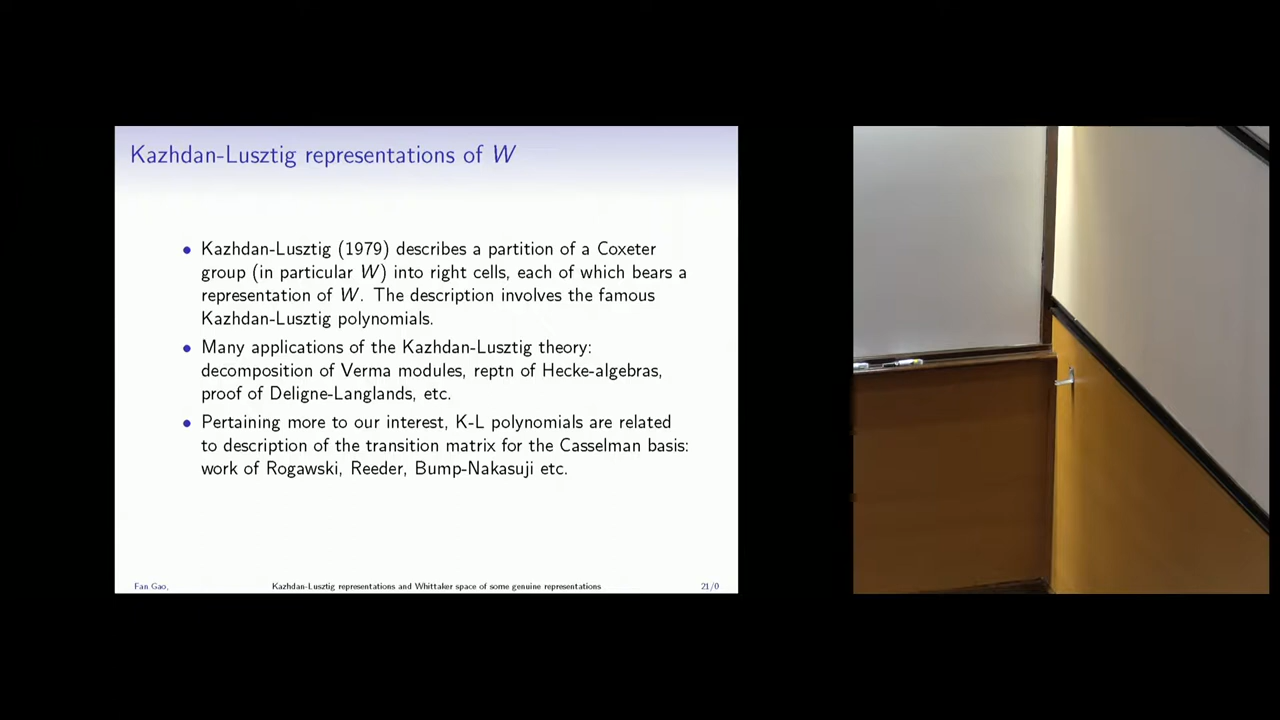 Kazhdan-Lusztig representations of W
• Kazhdan-Lusztig (1979) describes a partition of a Coxeter
group (in particular W) into right cells, each of which bears a
representation of W. The description involves the famous
Kazhdan-Lusztig polynomials.
• Many applications of the Kazhdan-Lusztig theory:
decomposition of Verma modules, reptn of Hecke-algebras,
proof of Deligne-Langlands, etc.
• Pertaining more to our interest, K-L polynomials are related
to description of the transition matrix for the Casselman basis:
work of Rogawski, Reeder, Bump-Nakasuji etc.
Fan Gao, Kazhdan-Lusztig representations and Whittaker space of some genuine representations 21/0